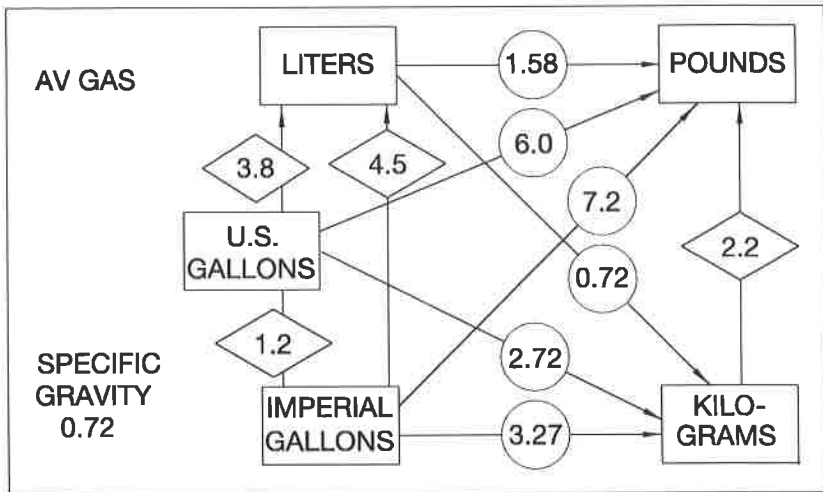 LITERS
1.58
POUNDS
AV GAS
6.0
3.8
4.5
7.2
U.S.
GALLONS
2.2
0.72
1.2
SPECIFIC
GRAVITY
0.72
2.72
IMPERIAL
GALLONS
3.27
KILO-
GRAMS